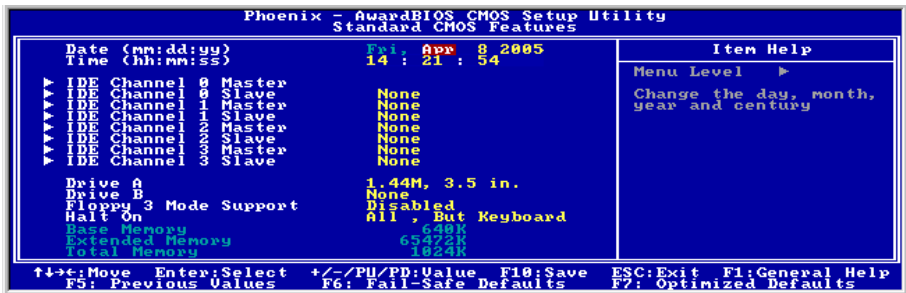 Phoenix - AwardBIOS CMOS Setup Utility
Standard CMOS Features
Date (mm:dd:yy) Fri, Apr 8 2005
Time (hh:mm:ss) 14 : 21 : 54
► IDE Channel 0 Master
► IDE Channel 0 Slave None
► IDE Channel 1 Master None
► IDE Channel 1 Slave None
► IDE Channel 2 Master None
► IDE Channel 2 Slave None
► IDE Channel 3 Master None
► IDE Channel 3 Slave None
Drive A 1.44M, 3.5 in.
Drive B None
Floppy 3 Mode Support Disabled
Halt On All , But Keyboard
Base Memory 640K
Extended Memory 65472K
Total Memory 1024K
Item Help
Menu Level ►
Change the day, month,
year and century
↑↓→←:Move Enter:Select +/-/PU/PD:Value F10:Save ESC:Exit F1:General Help
F5: Previous Values F6: Fail-Safe Defaults F7: Optimized Defaults